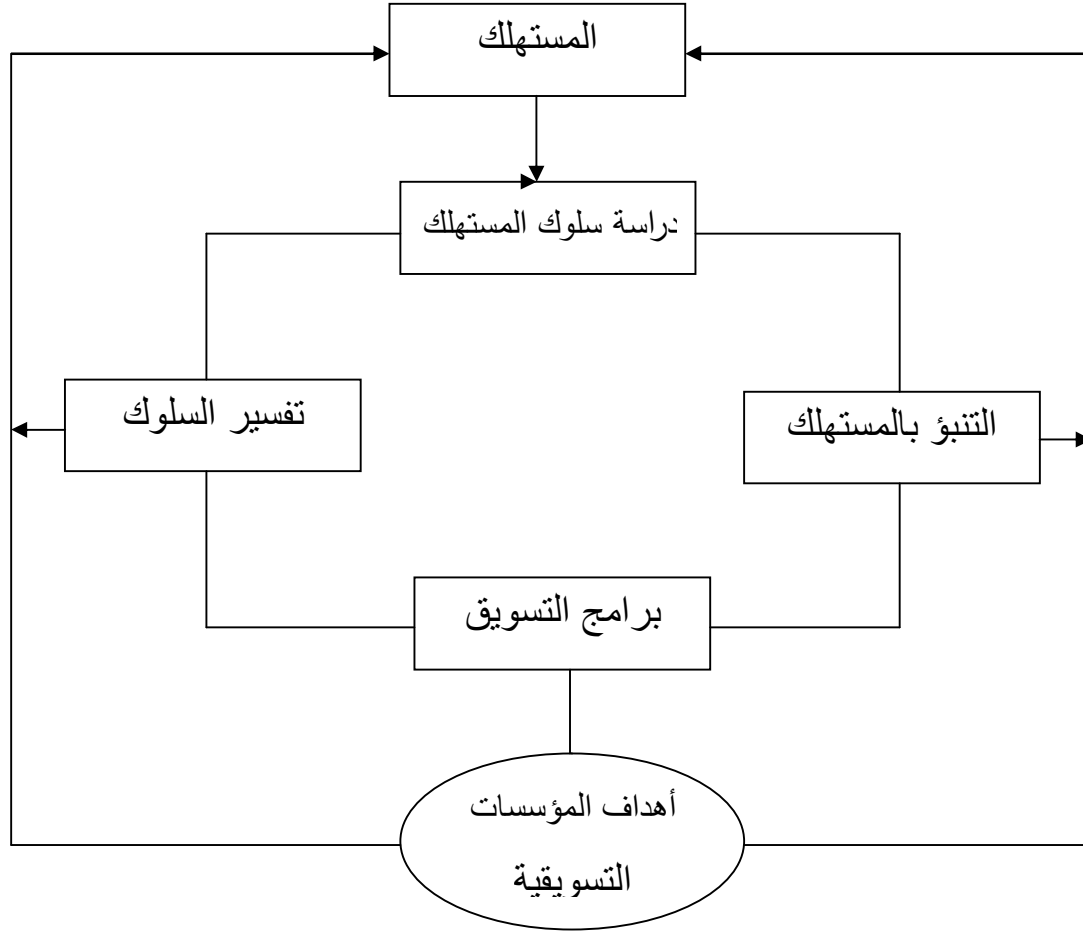 المستهلك
دراسة سلوك المستهلك
تفسير السلوك
التنبؤ بالمستهلك
برامج التسويق
أهداف المؤسسات
التسويقية